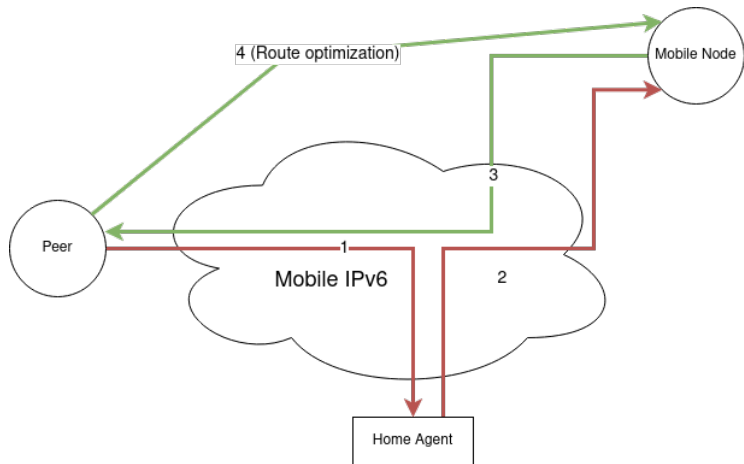 4 (Route optimization)
Mobile Node
3
Peer
1
Mobile IPv6
2
Home Agent